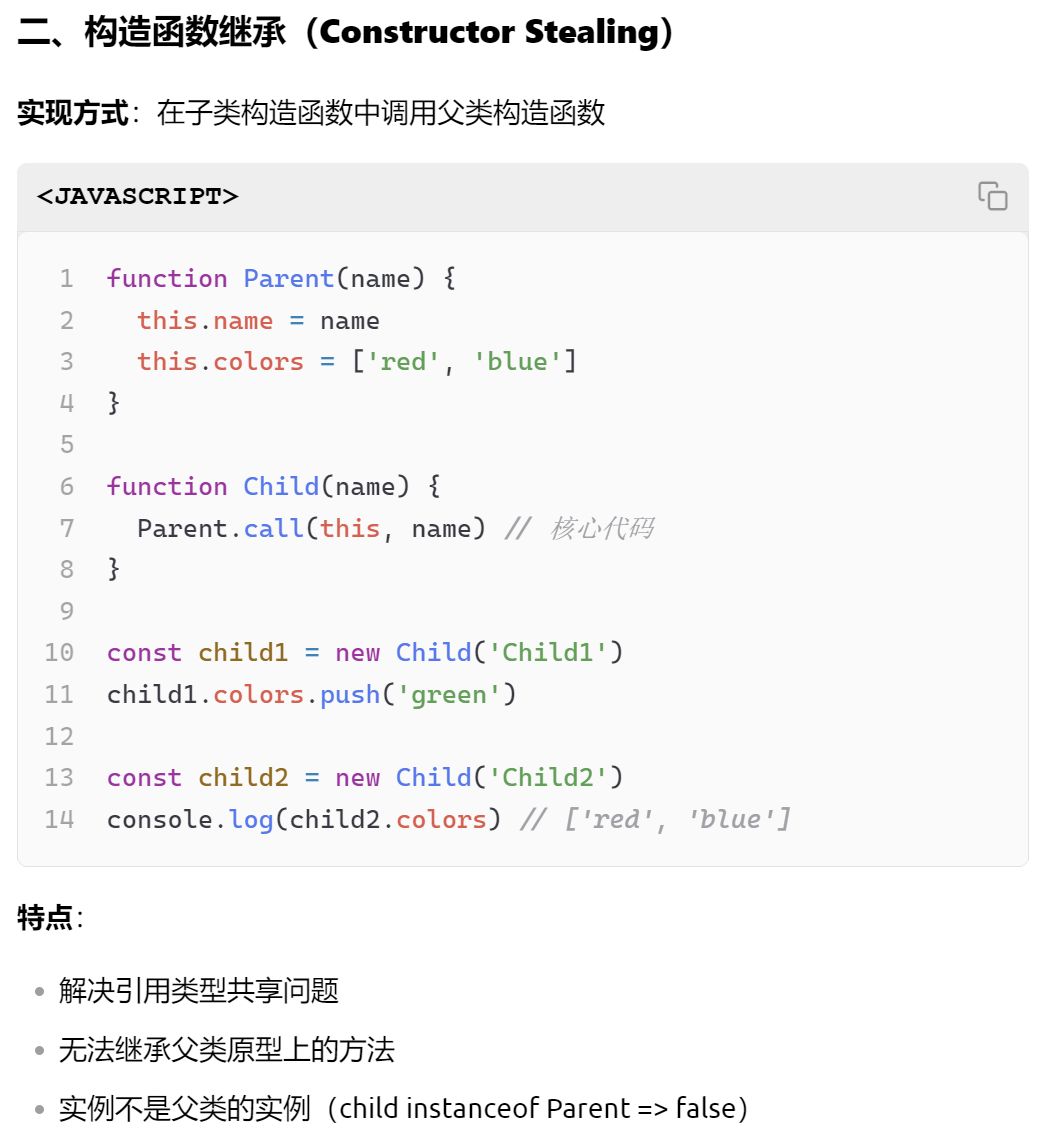 二、构造函数继承（Constructor Stealing）
实现方式：在子类构造函数中调用父类构造函数
<JAVASCRIPT>
1 function Parent(name) {
2   this.name = name
3   this.colors = ['red', 'blue']
4 }
5
6 function Child(name) {
7   Parent.call(this, name) // 核心代码
8 }
9
10 const child1 = new Child('Child1')
11 child1.colors.push('green')
12
13 const child2 = new Child('Child2')
14 console.log(child2.colors) // ['red', 'blue']
特点：
• 解决引用类型共享问题
• 无法继承父类原型上的方法
• 实例不是父类的实例（child instanceof Parent => false）